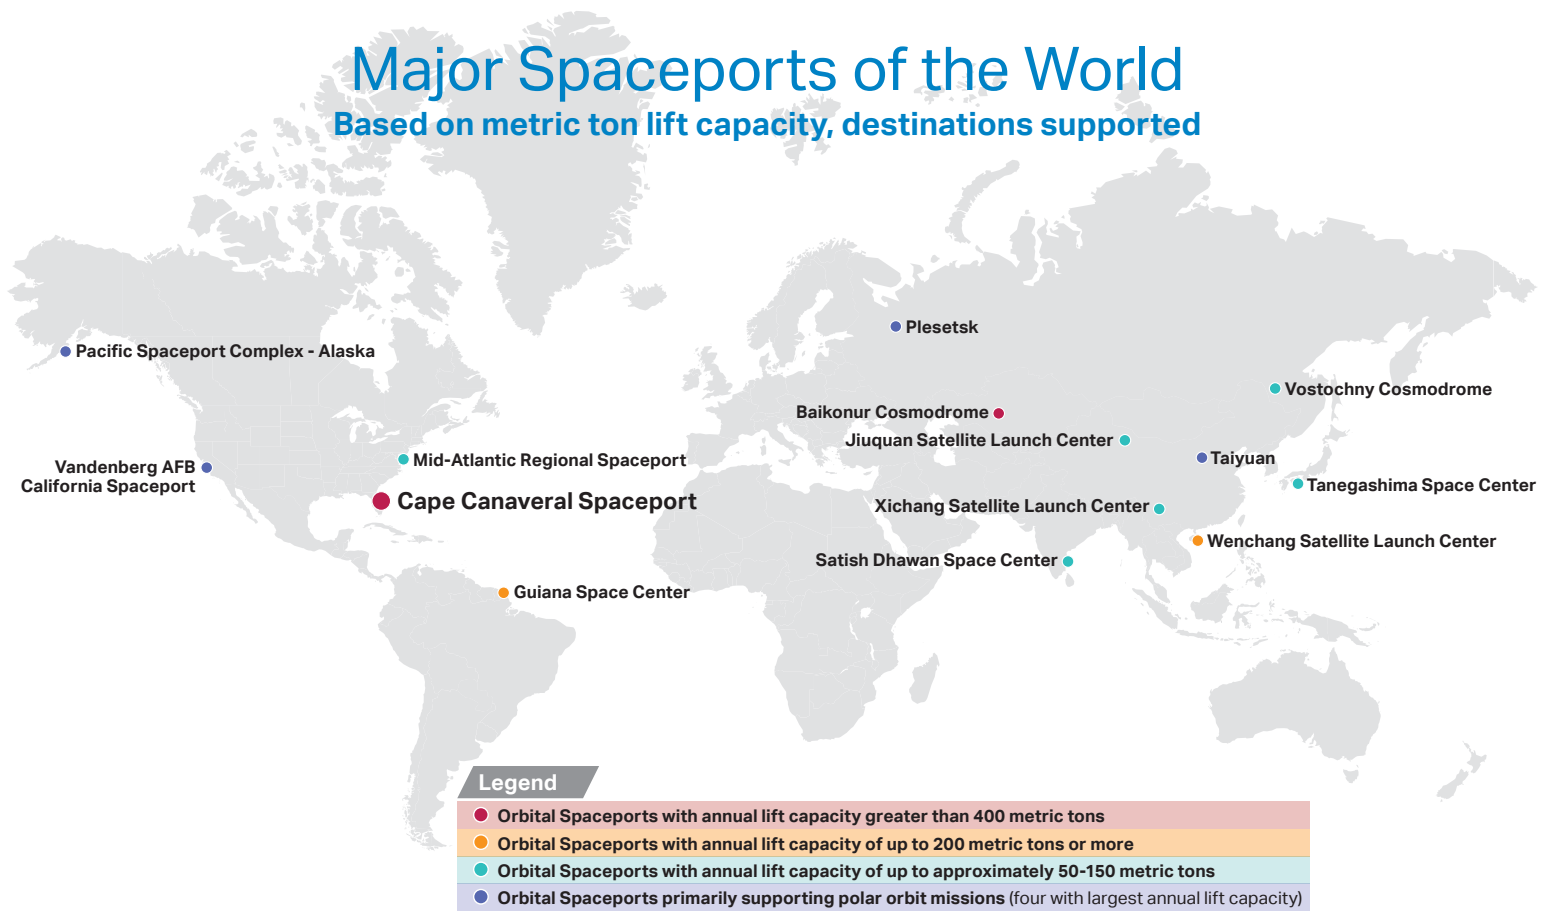 Major Spaceports of the World
Based on metric ton lift capacity, destinations supported
Plesetsk
Pacific Spaceport Complex - Alaska
Vostochny Cosmodrome
Baikonur Cosmodrome
Jiuquan Satellite Launch Center
Taiyuan
Mid-Atlantic Regional Spaceport
Vandenberg AFB
California Spaceport
Tanegashima Space Center
Cape Canaveral Spaceport
Xichang Satellite Launch Center
Wenchang Satellite Launch Center
Satish Dhawan Space Center
Guiana Space Center
Legend
Orbital Spaceports with annual lift capacity greater than 400 metric tons
Orbital Spaceports with annual lift capacity of up to 200 metric tons or more
Orbital Spaceports with annual lift capacity of up to approximately 50-150 metric tons
Orbital Spaceports primarily supporting polar orbit missions (four with largest annual lift capacity)